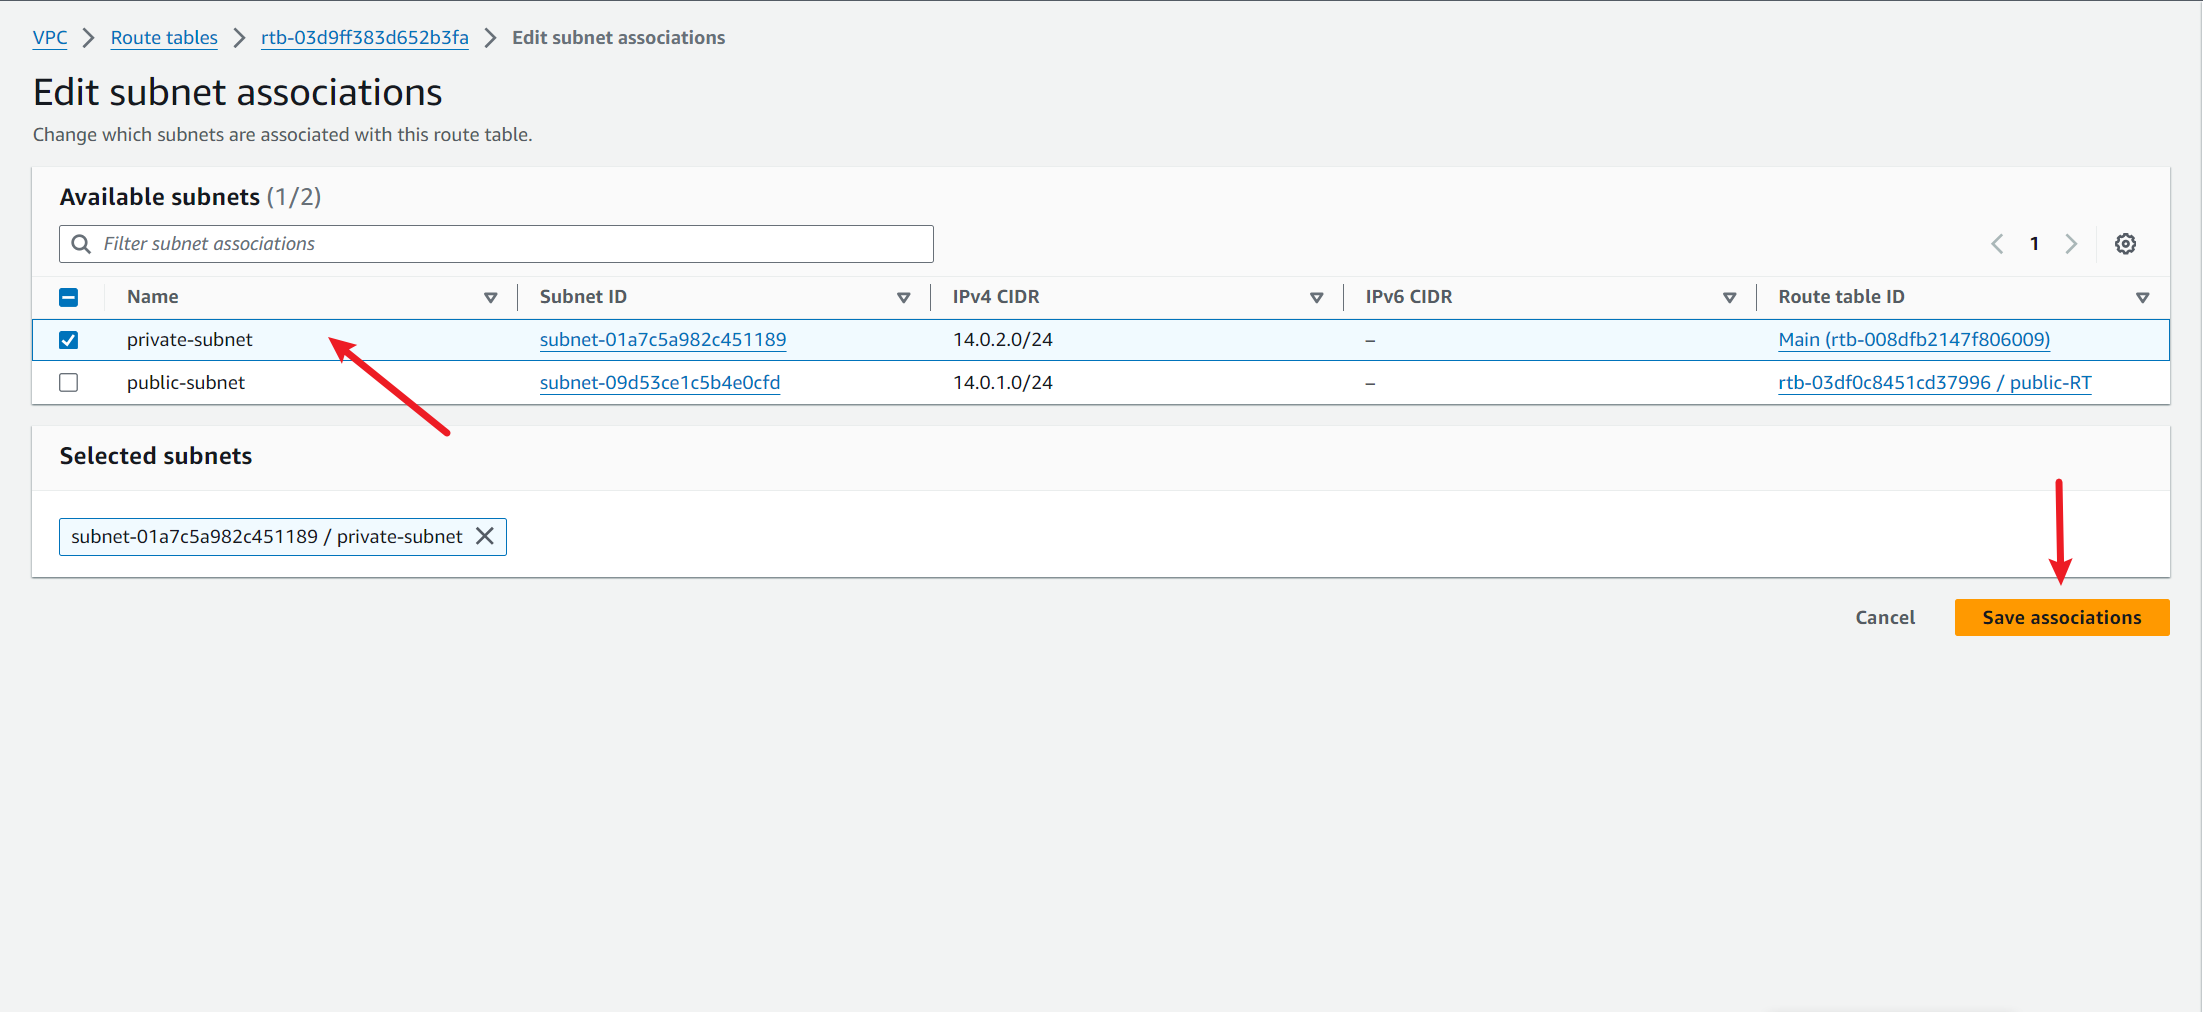 VPC > Route tables > rtb-03d9ff383d652b3fa > Edit subnet associations
Edit subnet associations
Change which subnets are associated with this route table.
Available subnets (1/2)
Filter subnet associations
1
Name Subnet ID IPv4 CIDR IPv6 CIDR Route table ID
private-subnet subnet-01a7c5a982c451189 14.0.2.0/24 – Main (rtb-008dfb2147f806009)
public-subnet subnet-09d53ce1c5b4e0cfd 14.0.1.0/24 – rtb-03df0c8451cd37996 / public-RT
Selected subnets
subnet-01a7c5a982c451189 / private-subnet
Cancel Save associations